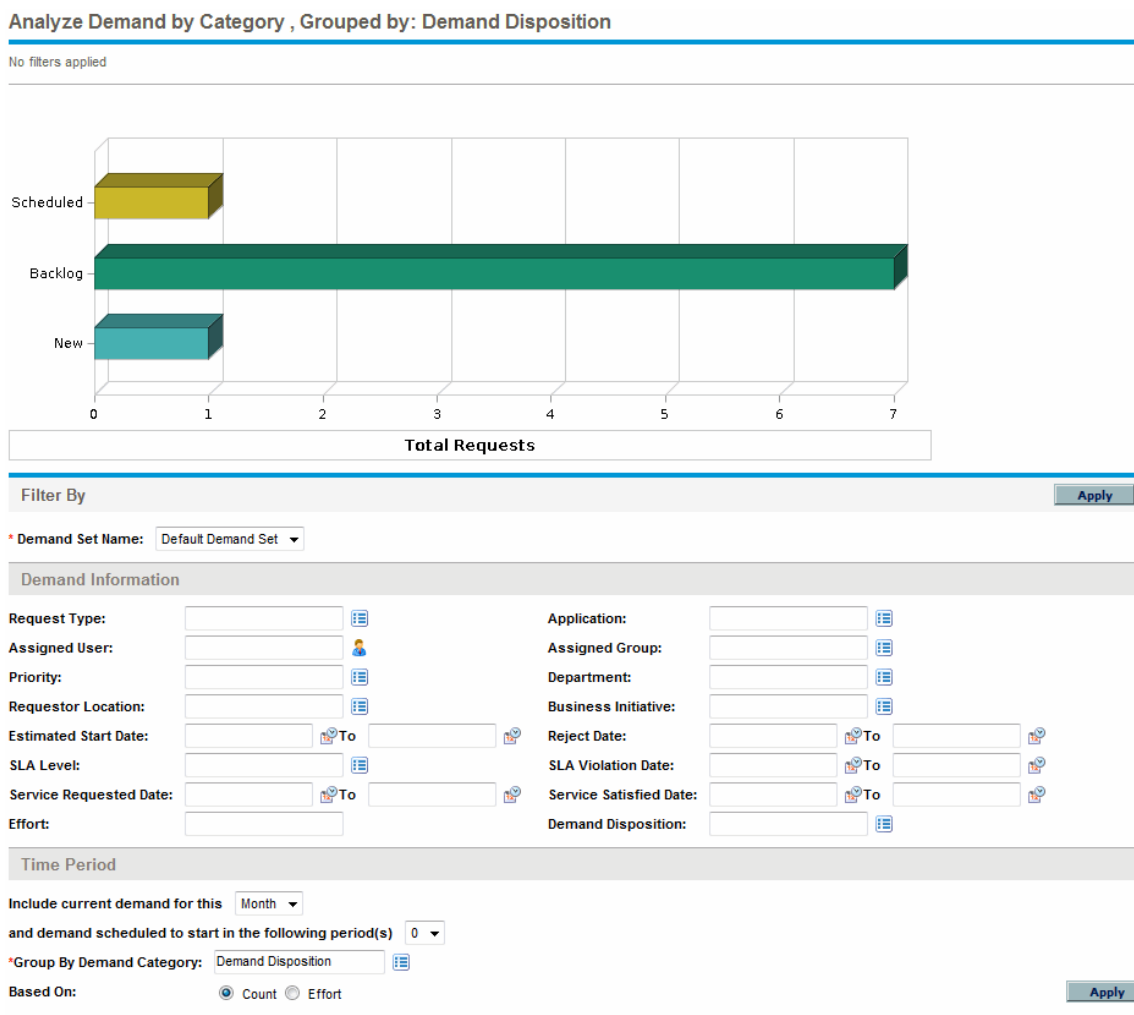 Analyze Demand by Category , Grouped by: Demand Disposition
No filters applied
Scheduled
Backlog
New
0 1 2 3 4 5 6 7
Total Requests
Filter By Apply
* Demand Set Name: Default Demand Set
Demand Information
Request Type: Application:
Assigned User: Assigned Group:
Priority: Department:
Requestor Location: Business Initiative:
Estimated Start Date: To Reject Date: To
SLA Level: SLA Violation Date: To
Service Requested Date: To Service Satisfied Date: To
Effort: Demand Disposition:
Time Period
Include current demand for this Month
and demand scheduled to start in the following period(s) 0
*Group By Demand Category: Demand Disposition
Based On: Count Effort Apply